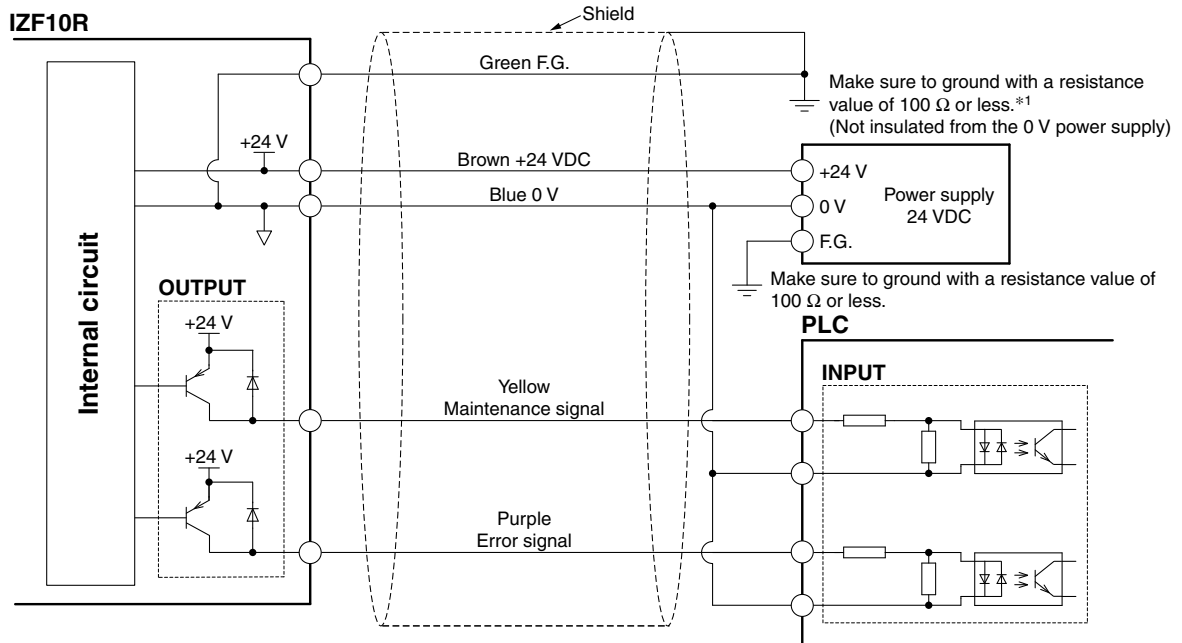 IZF10R
Shield
Green F.G.
Make sure to ground with a resistance
value of 100 Ω or less.*1
(Not insulated from the 0 V power supply)
+24 V
Brown +24 VDC
+24 V
Blue 0 V
0 V
Power supply
24 VDC
F.G.
Make sure to ground with a resistance value of
100 Ω or less.
Internal circuit
OUTPUT
+24 V
PLC
INPUT
Yellow
Maintenance signal
+24 V
Purple
Error signal